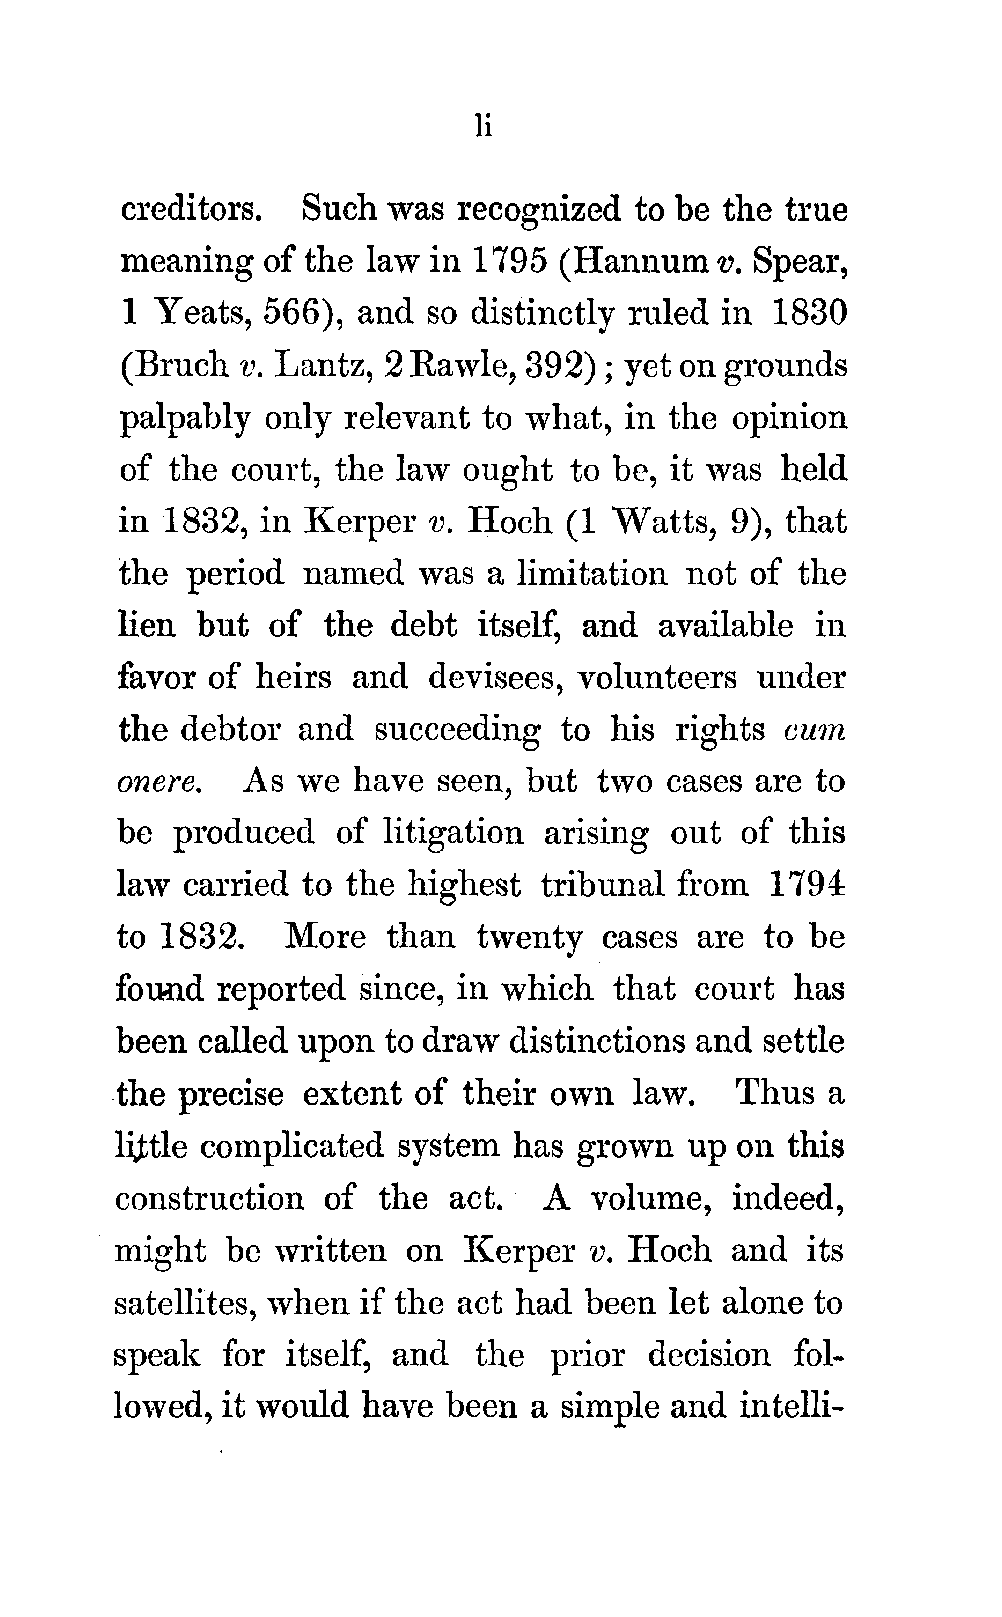 li
creditors. Such was recognized to be the true
meaning of the law in 1795 (Hannum v. Spear,
1 Yeats, 566), and so distinctly ruled in 1830
(Bruch v. Lantz, 2 Rawle, 392) ; yet on grounds
palpably only relevant to what, in the opinion
of the court, the law ought to be, it was held
in 1832, in Kerper v. Hoch (1 Watts, 9), that
the period named was a limitation not of the
lien but of the debt itself, and available in
favor of heirs and devisees, volunteers under
the debtor and succeeding to his rights cum
onere. As we have seen, but two cases are to
be produced of litigation arising out of this
law carried to the highest tribunal from 1794
to 1832. More than twenty cases are to be
found reported since, in which that court has
been called upon to draw distinctions and settle
the precise extent of their own law. Thus a
little complicated system has grown up on this
construction of the act. A volume, indeed,
might be written on Kerper v. Hoch and its
satellites, when if the act had been let alone to
speak for itself, and the prior decision fol-
lowed, it would have been a simple and intelli-